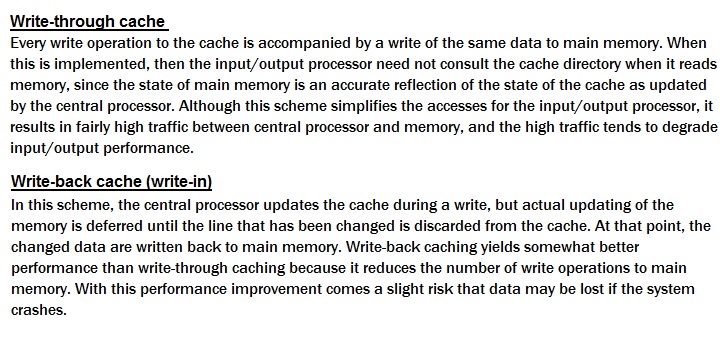 Write-through cache
Every write operation to the cache is accompanied by a write of the same data to main memory. When
this is implemented, then the input/output processor need not consult the cache directory when it reads
memory, since the state of main memory is an accurate reflection of the state of the cache as updated
by the central processor. Although this scheme simplifies the accesses for the input/output processor, it
results in fairly high traffic between central processor and memory, and the high traffic tends to degrade
input/output performance.
Write-back cache (write-in)
In this scheme, the central processor updates the cache during a write, but actual updating of the
memory is deferred until the line that has been changed is discarded from the cache. At that point, the
changed data are written back to main memory. Write-back caching yields somewhat better
performance than write-through caching because it reduces the number of write operations to main
memory. With this performance improvement comes a slight risk that data may be lost if the system
crashes.